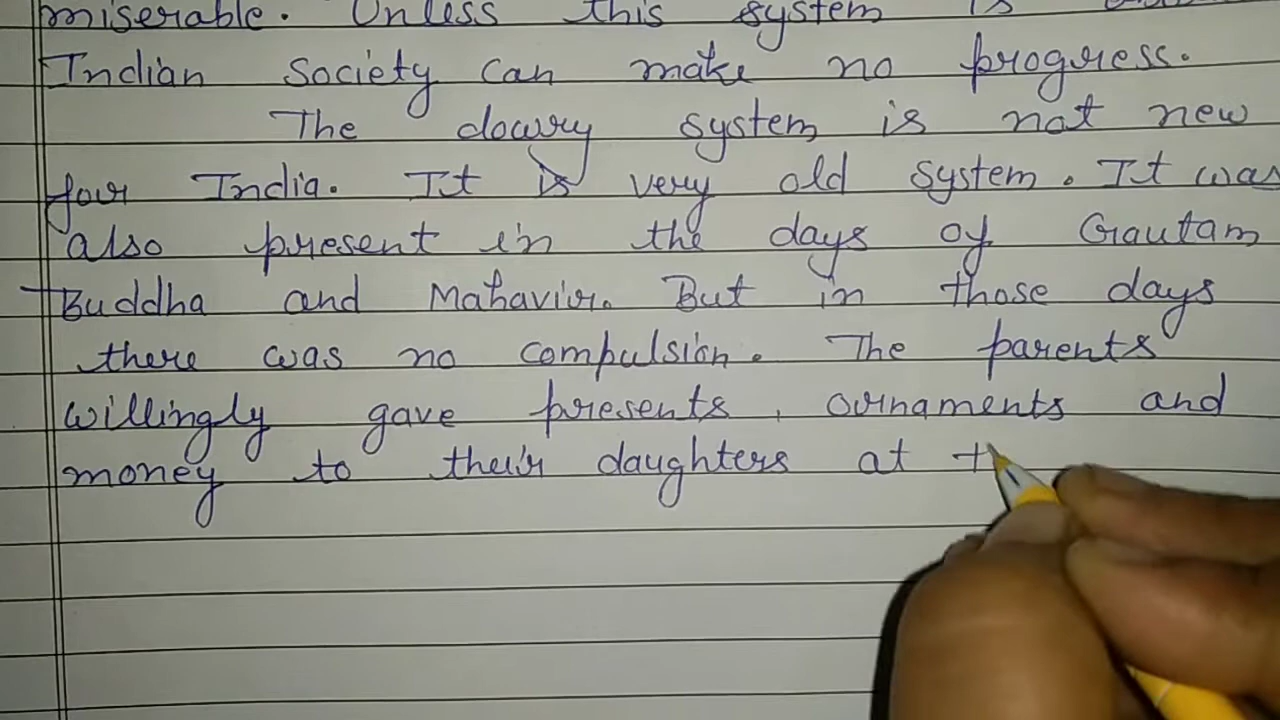 miserable. Unless this system is
Indian Society can make no progress.
The dowry system is not new
for India. It is very old system. It was
also present in the days of Gautam
Buddha and Mahavir. But in those days
there was no compulsion. The parents
willingly gave presents, ornaments and
money to their daughters at t